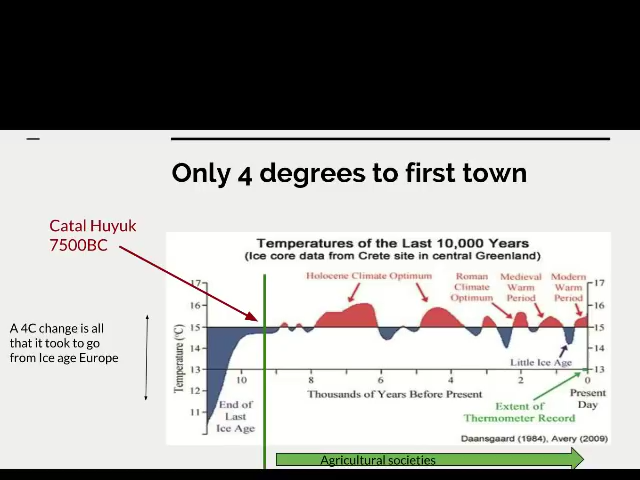 Only 4 degrees to first town
Catal Huyuk
7500BC
A 4C change is all
that it took to go
from Ice age Europe
Temperatures of the Last 10,000 Years
(Ice core data from Crete site in central Greenland)
Holocene Climate Optimum
Roman
Climate
Optimum
Medieval
Warm
Period
Modern
Warm
Period
Temperature (°C)
17
16
15
14
13
12
11
17
16
15
14
13
Little Ice Age
10
8
6
4
2
0
Thousands of Years Before Present
Present
Day
End of
Last
Ice Age
Extent of
Thermometer Record
Daansgaard (1984), Avery (2009)
Agricultural societies